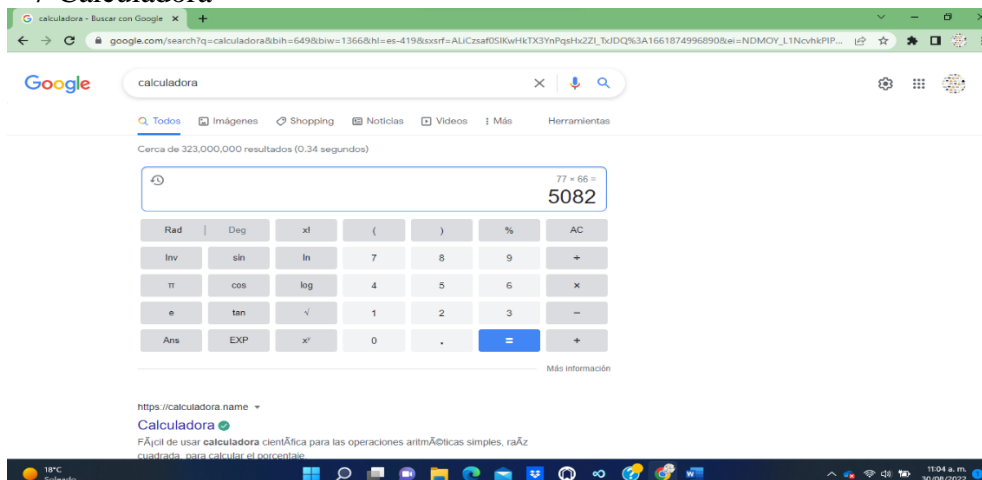 Calculadora
calculadora - Buscar con Google
google.com/search?q=calculadora&bih=649&biw=1366&hl=es-419&sxsrf=ALiCzsaf0SIKwHkTX3YnPqsHx2ZI_TxJDQ%3A1661874996890&ei=NDMOY_L1NcvhkPIP...
Google
calculadora
Todos Imágenes Shopping Noticias Videos Más Herramientas
Cerca de 323,000,000 resultados (0.34 segundos)
77 × 66 =
5082
Rad | Deg x! ( ) % AC
Inv sin ln 7 8 9 ÷
π cos log 4 5 6 ×
e tan √ 1 2 3 −
Ans EXP xʸ 0 . = +
Más información
https://calculadora.name
Calculadora
FÃ¡cil de usar calculadora cientÃfica para las operaciones aritmÃ©ticas simples, raÃz
cuadrada, para calcular el porcentaje
18°C
Soleado
11:04 a. m.
30/08/2022